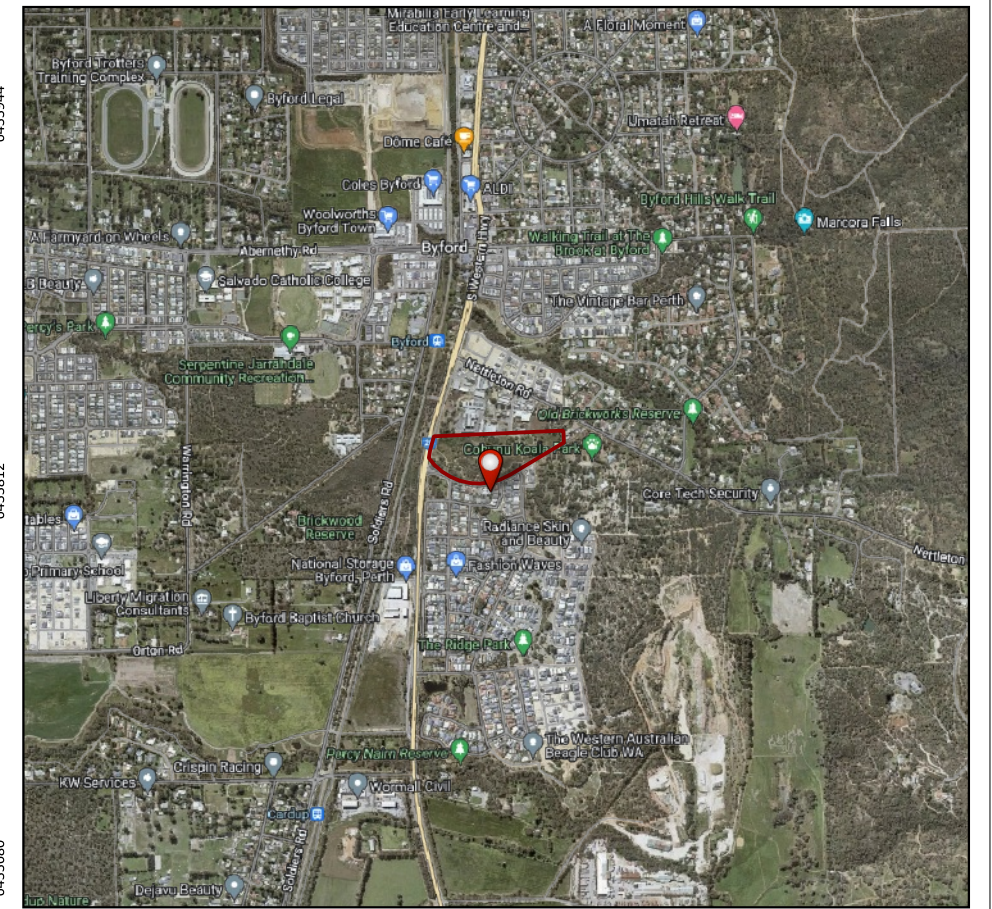 Mirabilia Early Learning
Education Centre and...
A Floral Moment
Byford Trotters
Training Complex
Byford Legal
Umatah Retreat
Dôme Café
Coles Byford
ALDI
Woolworths
Byford Town
Byford Hills Walk Trail
Marcora Falls
A Farmyard on Wheels
Abernethy Rd
Byford
S Western Hwy
Walking Trail at The
Brook at Byford
B Beauty
Salvado Catholic College
The Vintage Bar Perth
ercy's Park
Byford
Serpentine Jarrahdale
Community Recreation...
Nettleton Rd
Old Brickworks Reserve
Cohunu Koala Park
Warrington Rd
Soldiers Rd
Core Tech Security
tables
Brickwood
Reserve
Radiance Skin
and Beauty
Nettleton
o Primary School
National Storage
Byford, Perth
Fashion Waves
Liberty Migration
Consultants
Byford Baptist Church
Orton Rd
The Ridge Park
Percy Nairn Reserve
The Western Australian
Beagle Club WA
Crispin Racing
KW Services
Wormall Civil
Cardup
Soldiers Rd
Dejavu Beauty
dup Nature